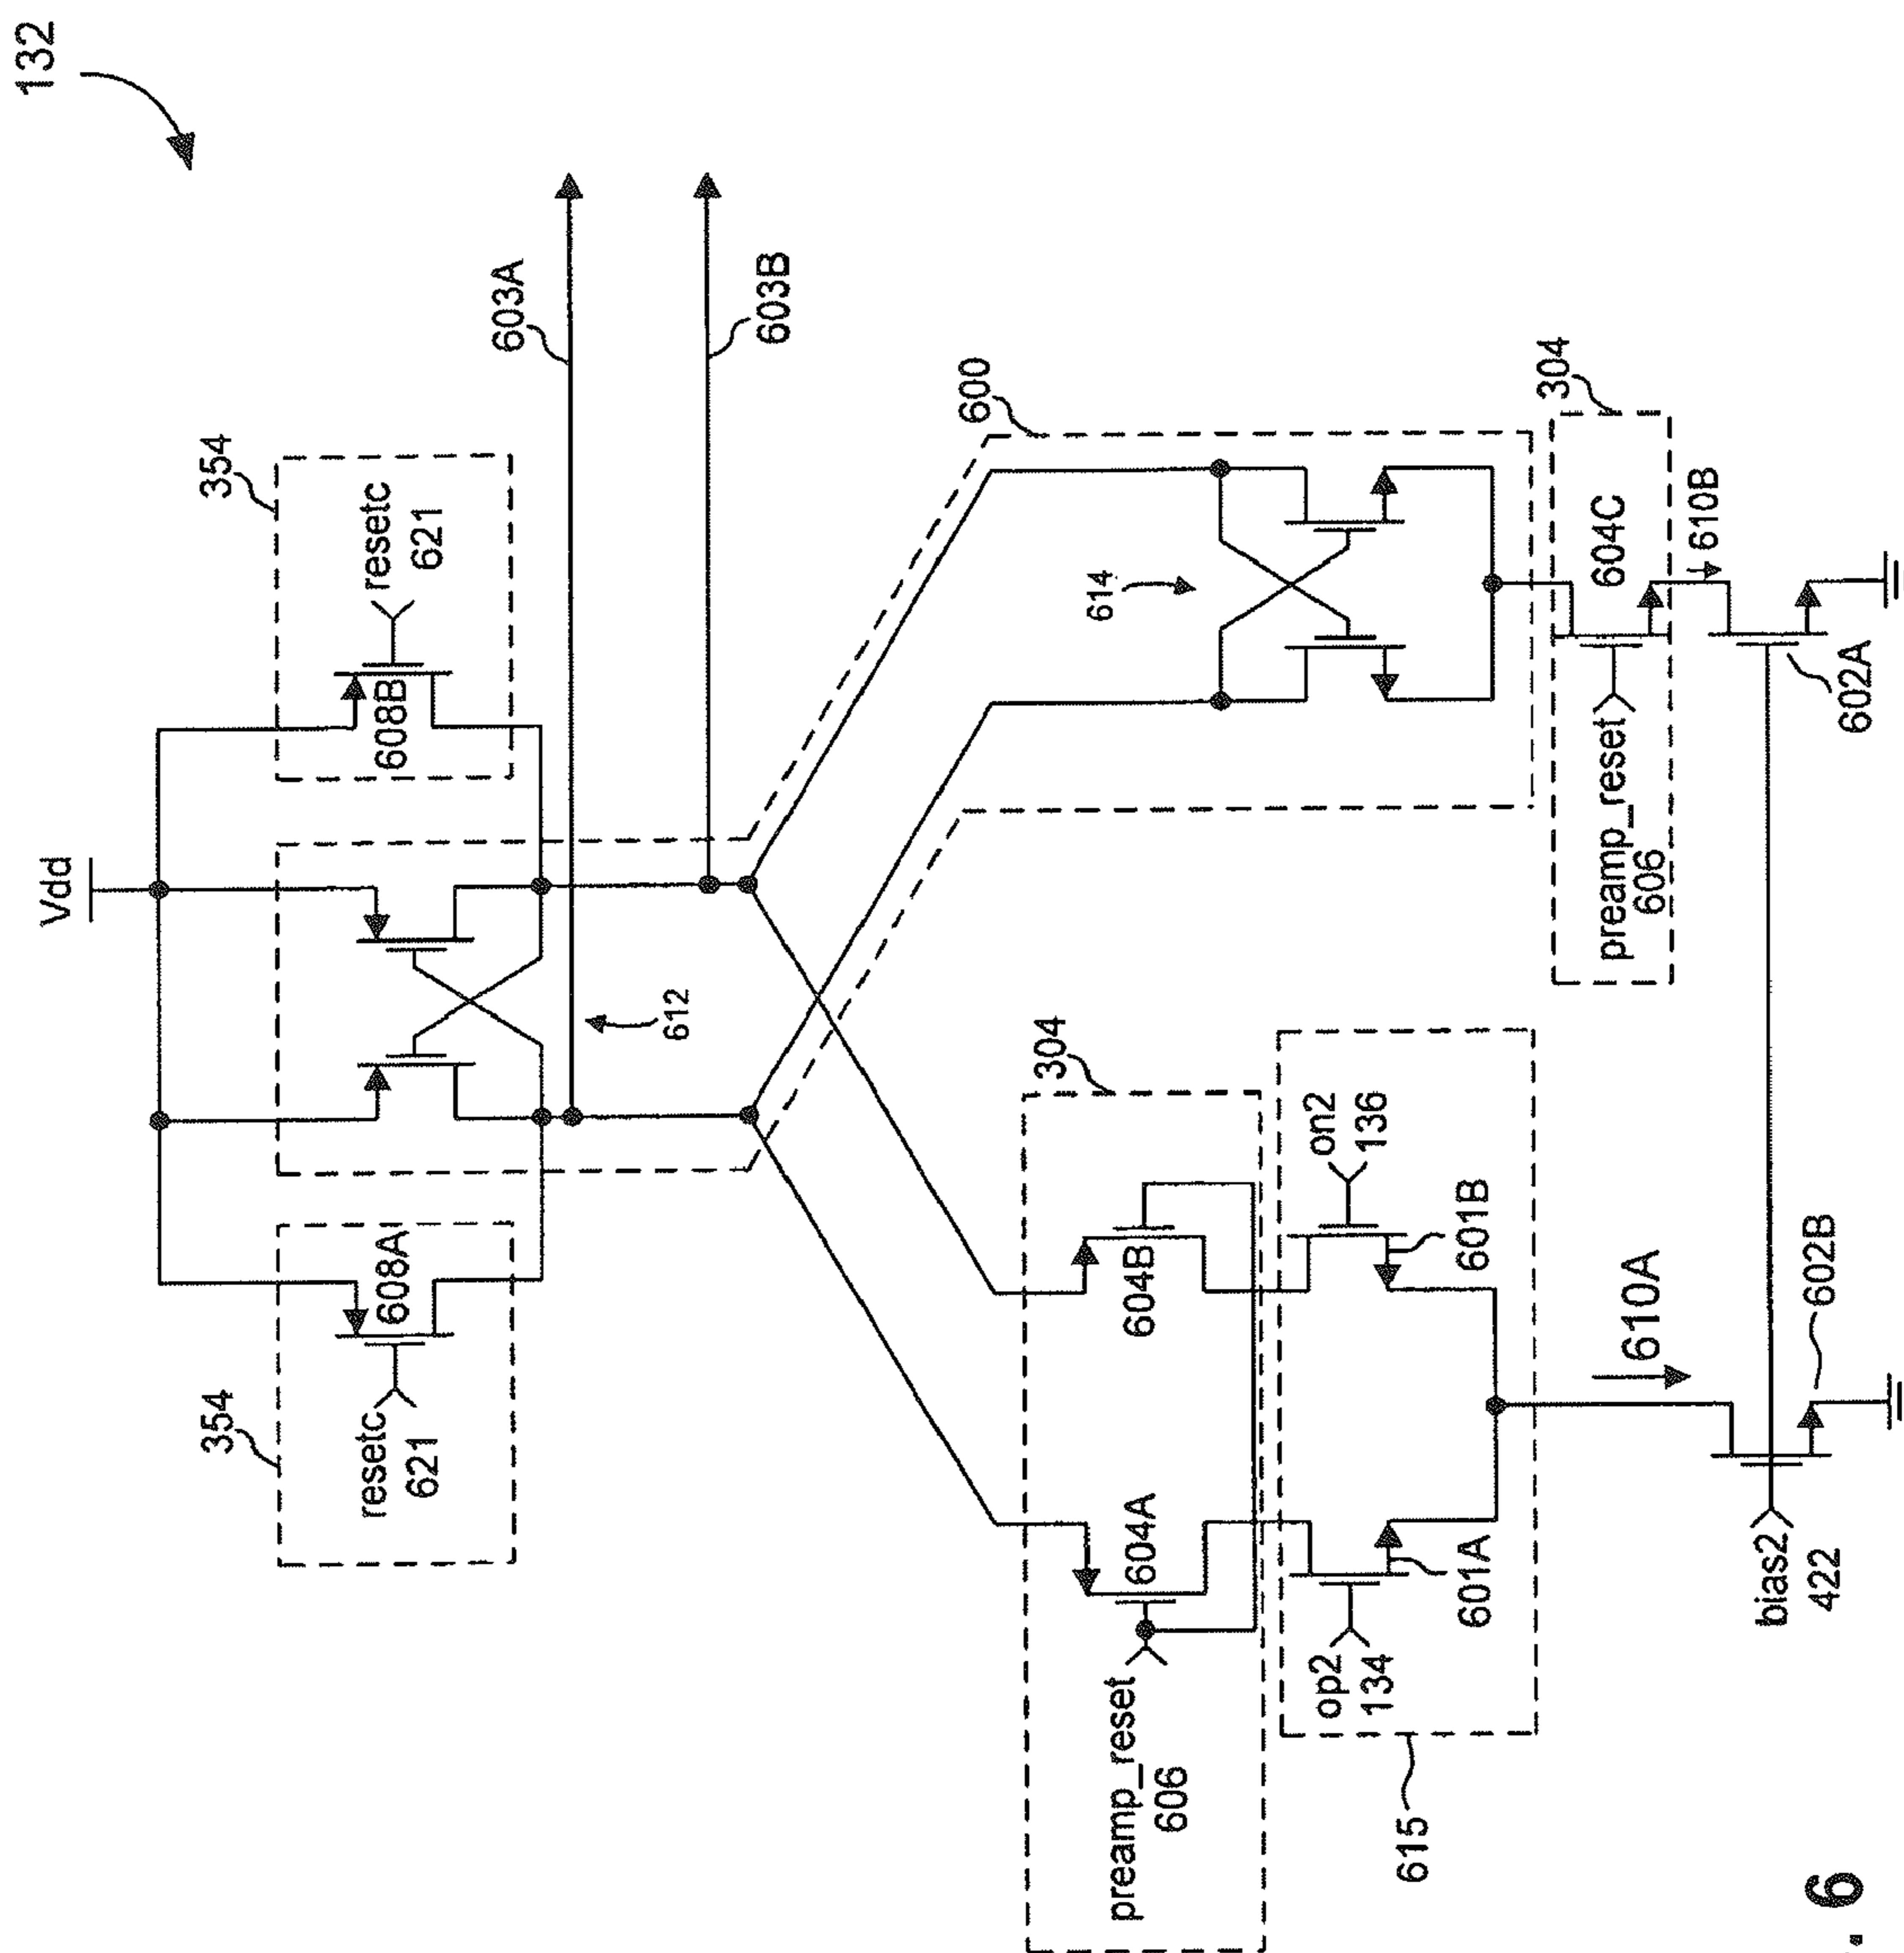 132
Vdd
354
608A
resetc
621
354
608B
resetc
621
603A
603B
612
600
614
304
604A
604B
preamp_reset
606
op2
134
on2
136
601A
601B
615
304
604C
preamp_reset
606
610B
610A
602A
602B
bias2
422
6